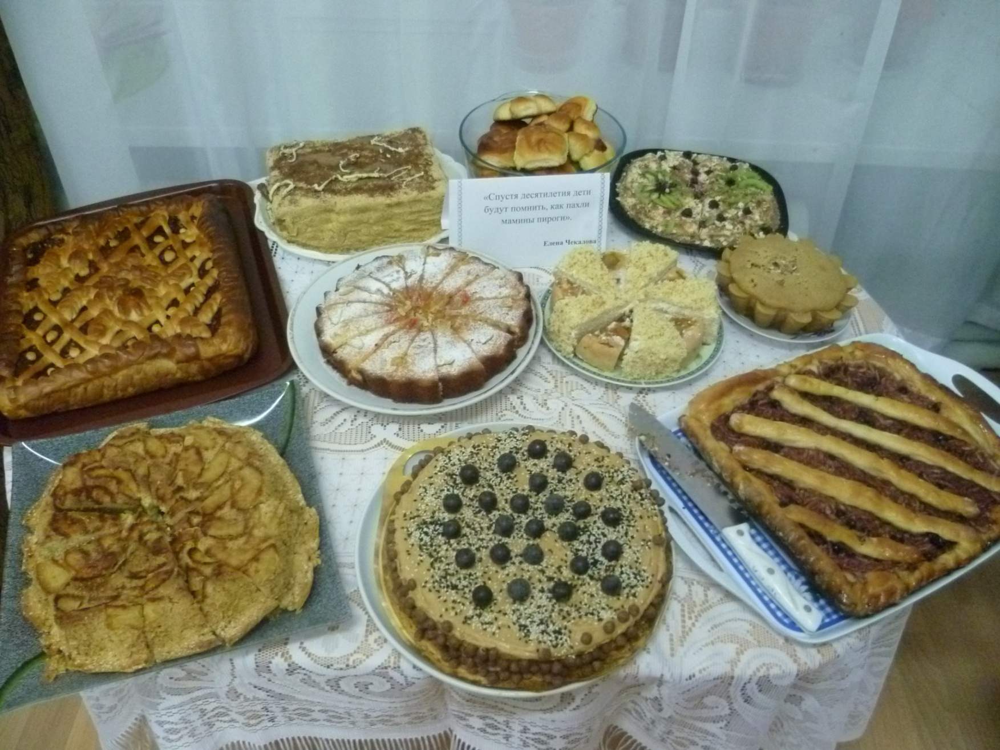 «Спустя десятилетия дети
будут помнить, как пахли
мамины пироги».
Елена Чекалова